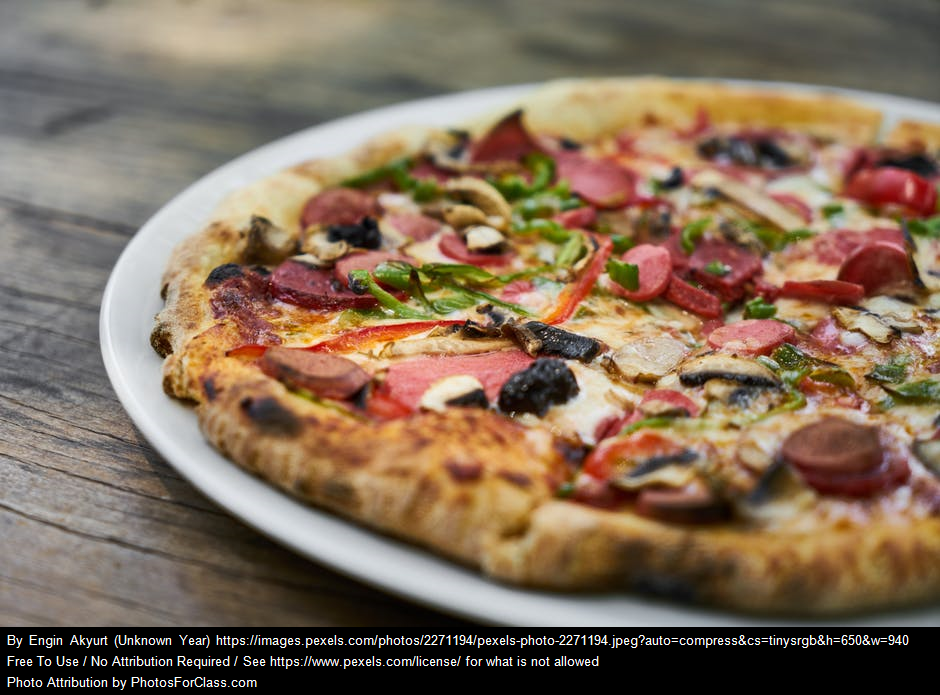 By Engin Akyurt (Unknown Year) https://images.pexels.com/photos/2271194/pexels-photo-2271194.jpeg?auto=compress&cs=tinysrgb&h=650&w=940
Free To Use / No Attribution Required / See https://www.pexels.com/license/ for what is not allowed
Photo Attribution by PhotosForClass.com